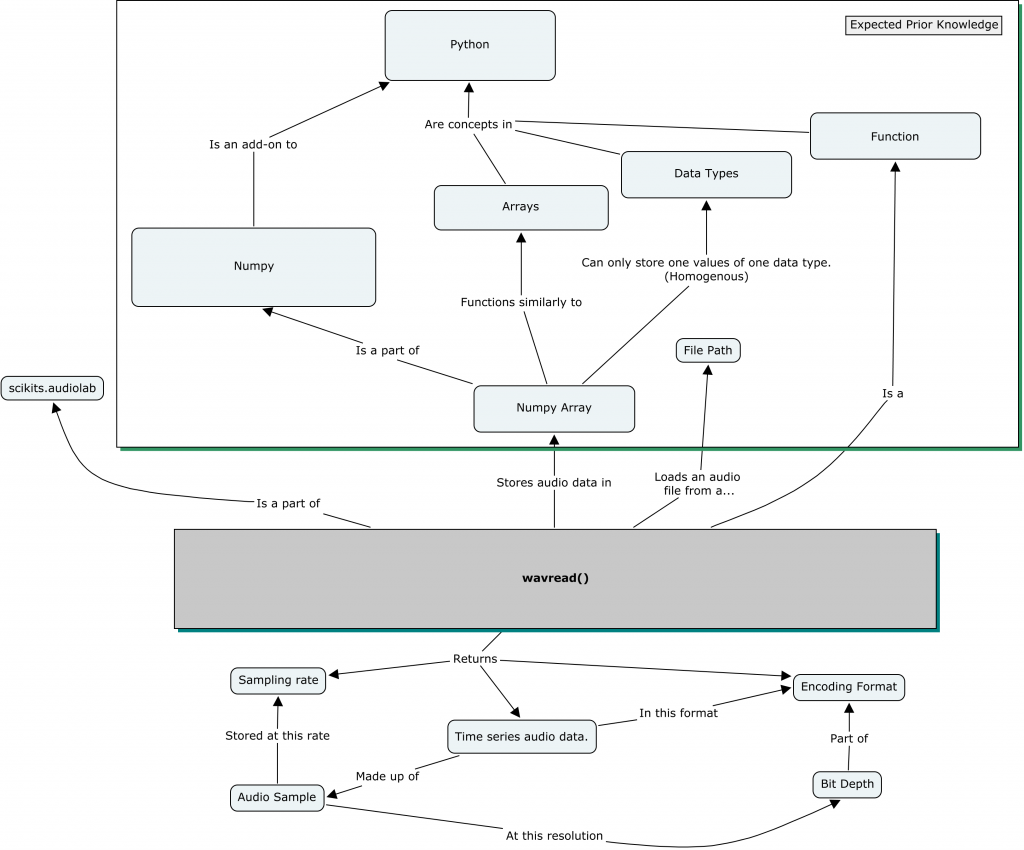 Expected Prior Knowledge
Python
Are concepts in
Function
Is an add-on to
Data Types
Arrays
Numpy
Can only store one values of one data type.
(Homogenous)
Functions similarly to
Is a part of
File Path
scikits.audiolab
Is a
Numpy Array
Stores audio data in
Loads an audio
file from a...
Is a part of
wavread()
Returns
Sampling rate
Encoding Format
In this format
Stored at this rate
Time series audio data.
Part of
Made up of
Bit Depth
Audio Sample
At this resolution